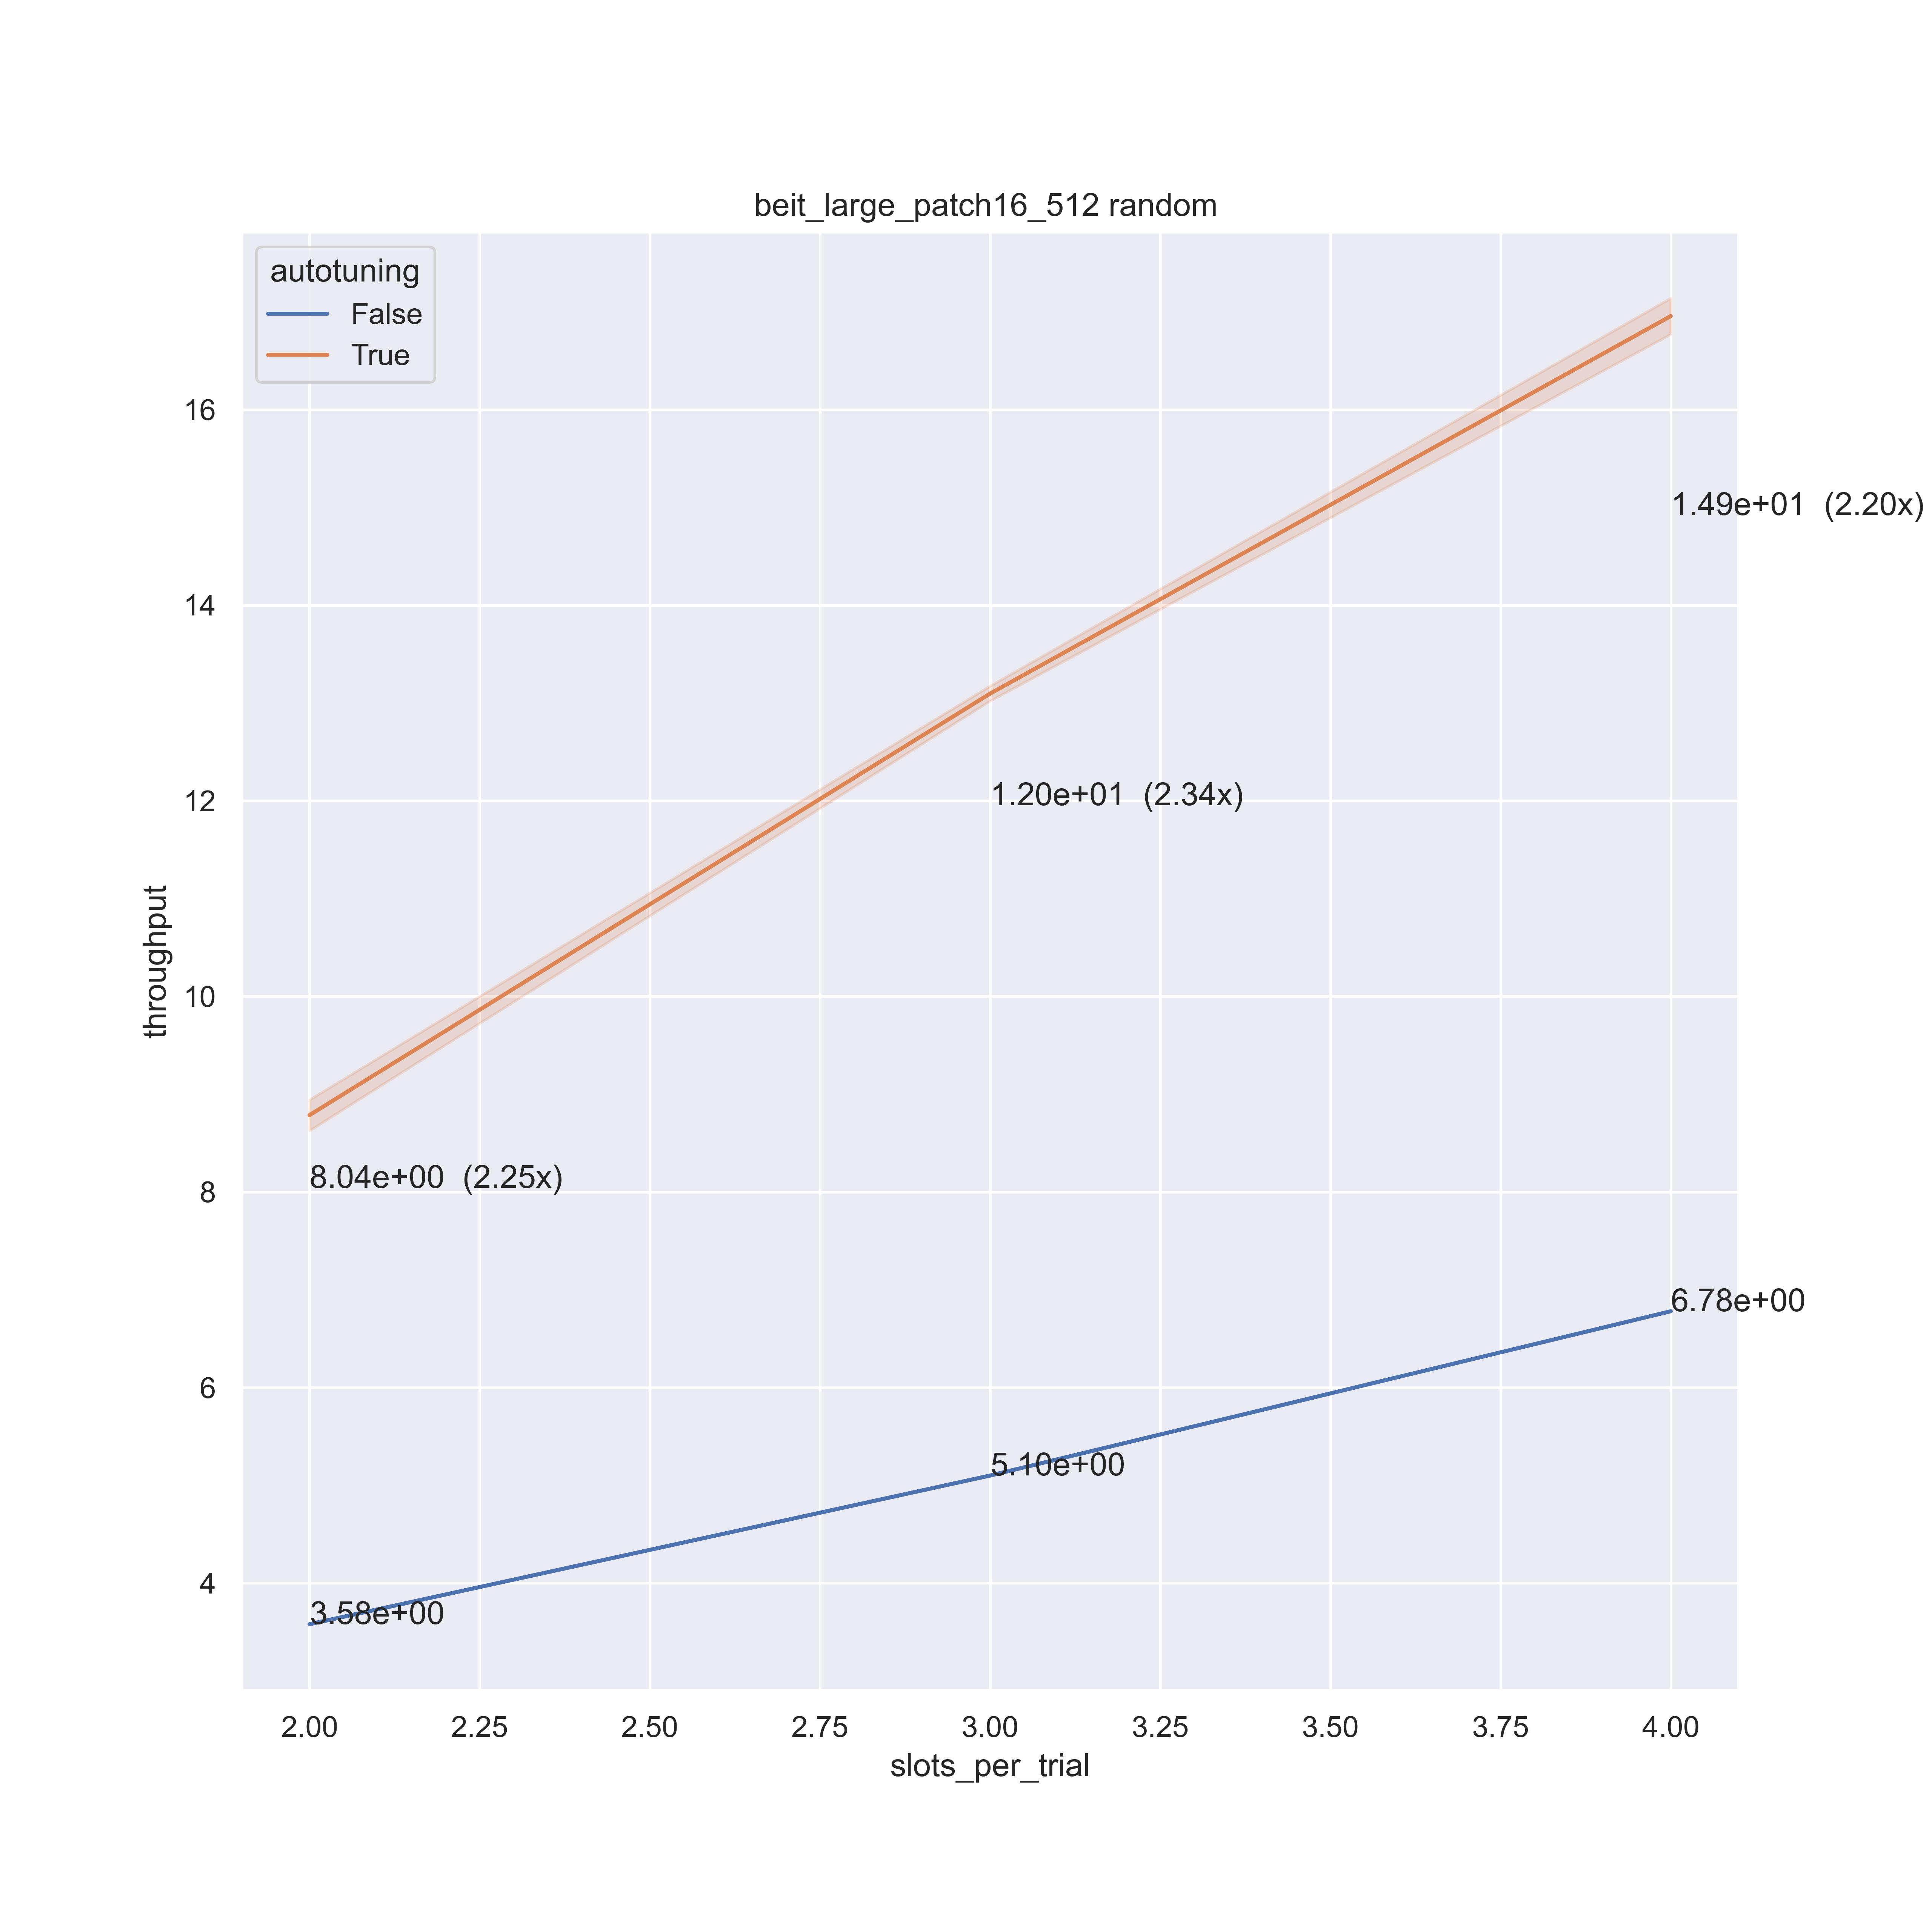 beit_large_patch16_512 random
autotuning
False
True
16
14
12
10
8
6
4
throughput
1.49e+01 (2.20x)
1.20e+01 (2.34x)
8.04e+00 (2.25x)
6.78e+00
5.10e+00
3.58e+00
2.00 2.25 2.50 2.75 3.00 3.25 3.50 3.75 4.00
slots_per_trial